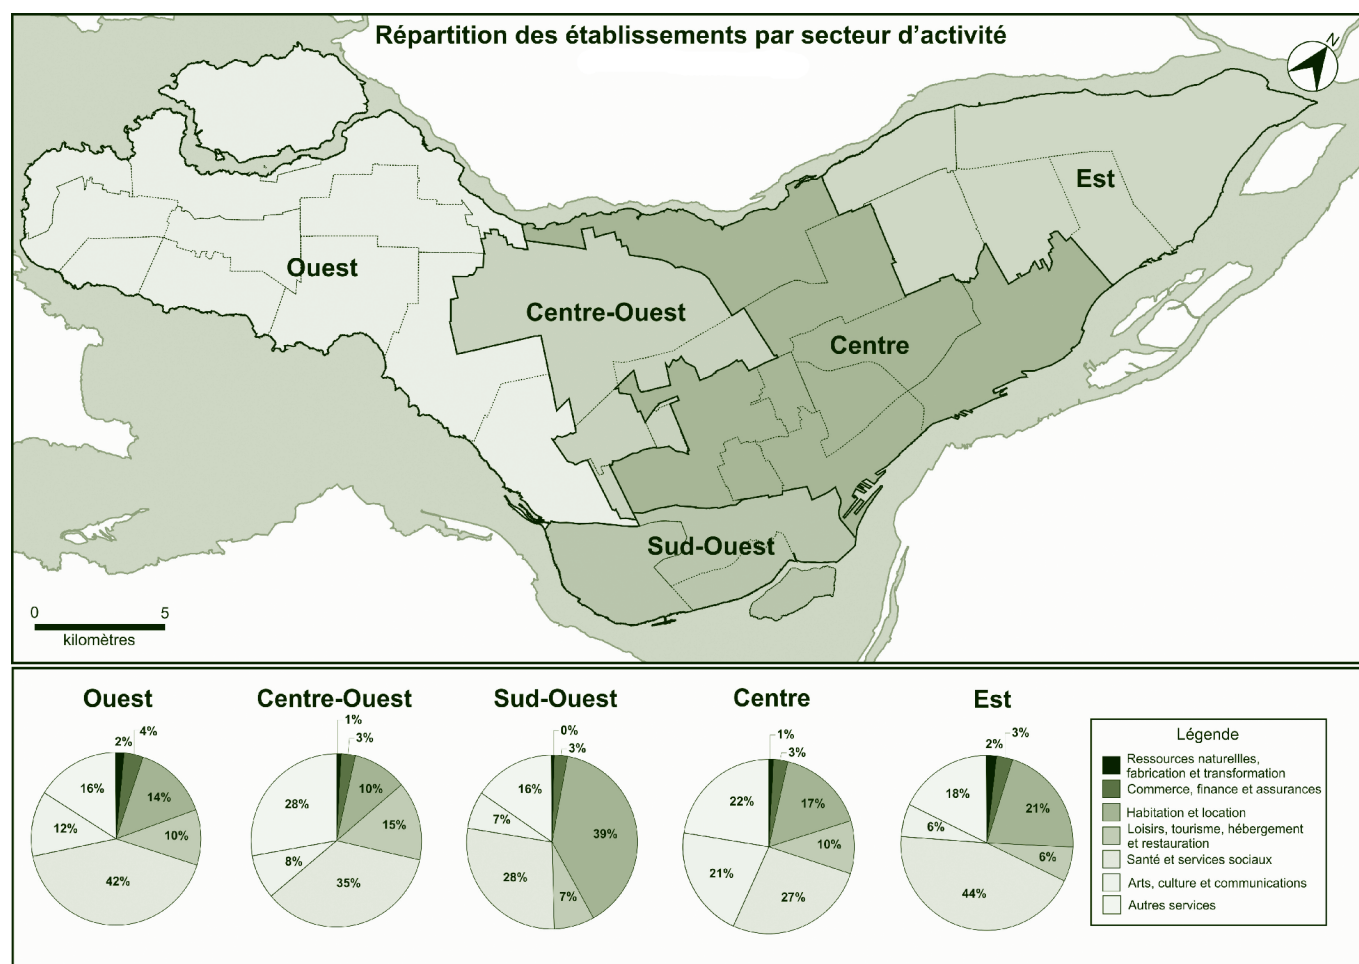 Répartition des établissements par secteur d’activité
N
Est
Ouest
Centre-Ouest
Centre
Sud-Ouest
0 5
kilomètres
Ouest
2%
4%
14%
10%
42%
12%
16%
Centre-Ouest
1%
3%
10%
15%
35%
8%
28%
Sud-Ouest
0%
3%
39%
7%
28%
7%
16%
Centre
1%
3%
17%
10%
27%
21%
22%
Est
2%
3%
21%
6%
44%
6%
18%
Légende
Ressources natureillles,
fabrication et transformation
Commerce, finance et assurances
Habitation et location
Loisirs, tourisme, hébergement
et restauration
Santé et services sociaux
Arts, culture et communications
Autres services